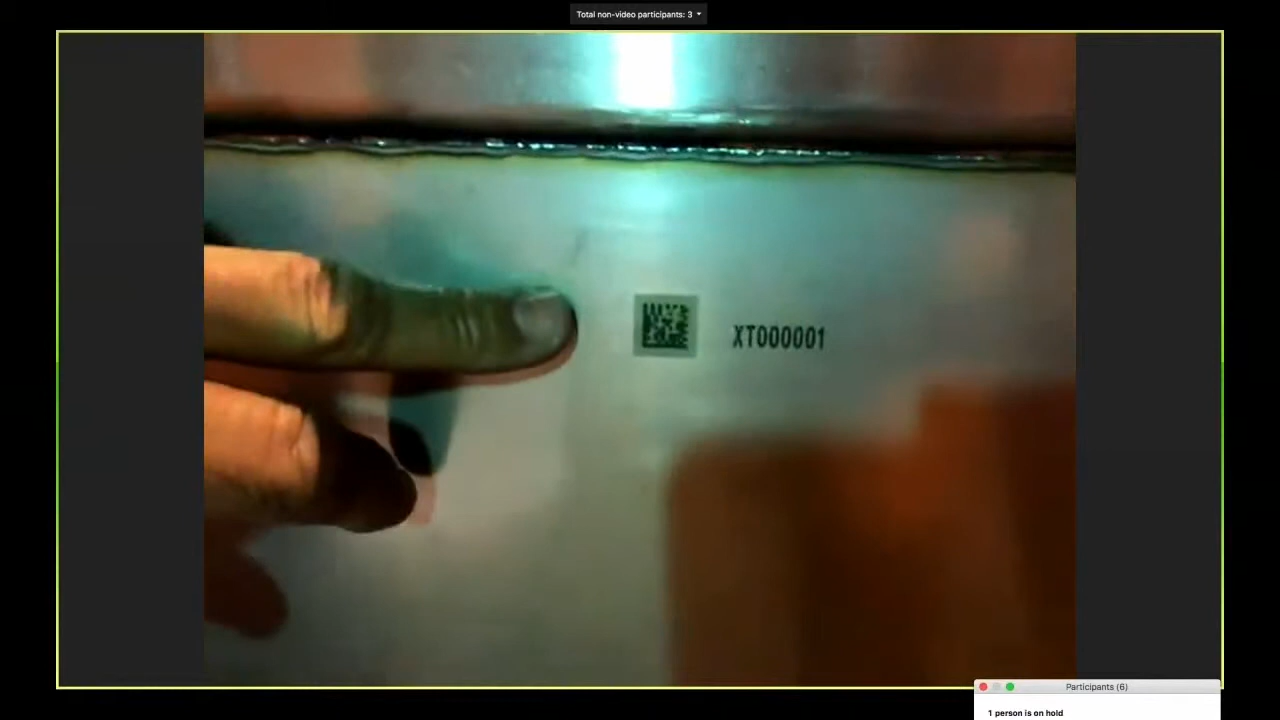 Total non-video participants: 3
XT000001
Participants (6)
1 person is on hold